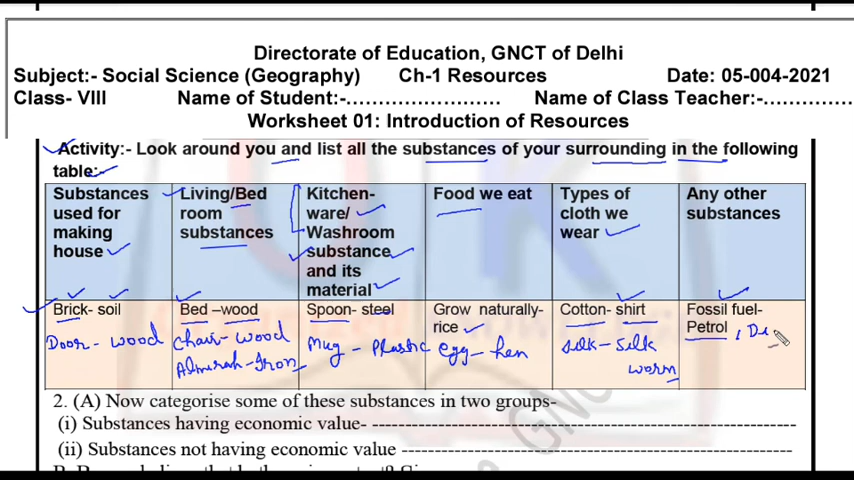 Directorate of Education, GNCT of Delhi
Subject:- Social Science (Geography) Ch-1 Resources Date: 05-004-2021
Class- VIII Name of Student:-........................... Name of Class Teacher:-...............
Worksheet 01: Introduction of Resources
Activity:- Look around you and list all the substances of your surrounding in the following
table:-
Substances used for making house
Living/Bed room substances
Kitchen-ware/ Washroom substance and its material
Food we eat
Types of cloth we wear
Any other substances
Brick- soil
Door - wood
Bed –wood
Chair- wood
Almirah-Iron
Spoon- steel
Mug - Plastic
Grow naturally-
rice
egg - hen
Cotton- shirt
Silk - Silk
worm
Fossil fuel-
Petrol , Di
2. (A) Now categorise some of these substances in two groups-
(i) Substances having economic value-
(ii) Substances not having economic value